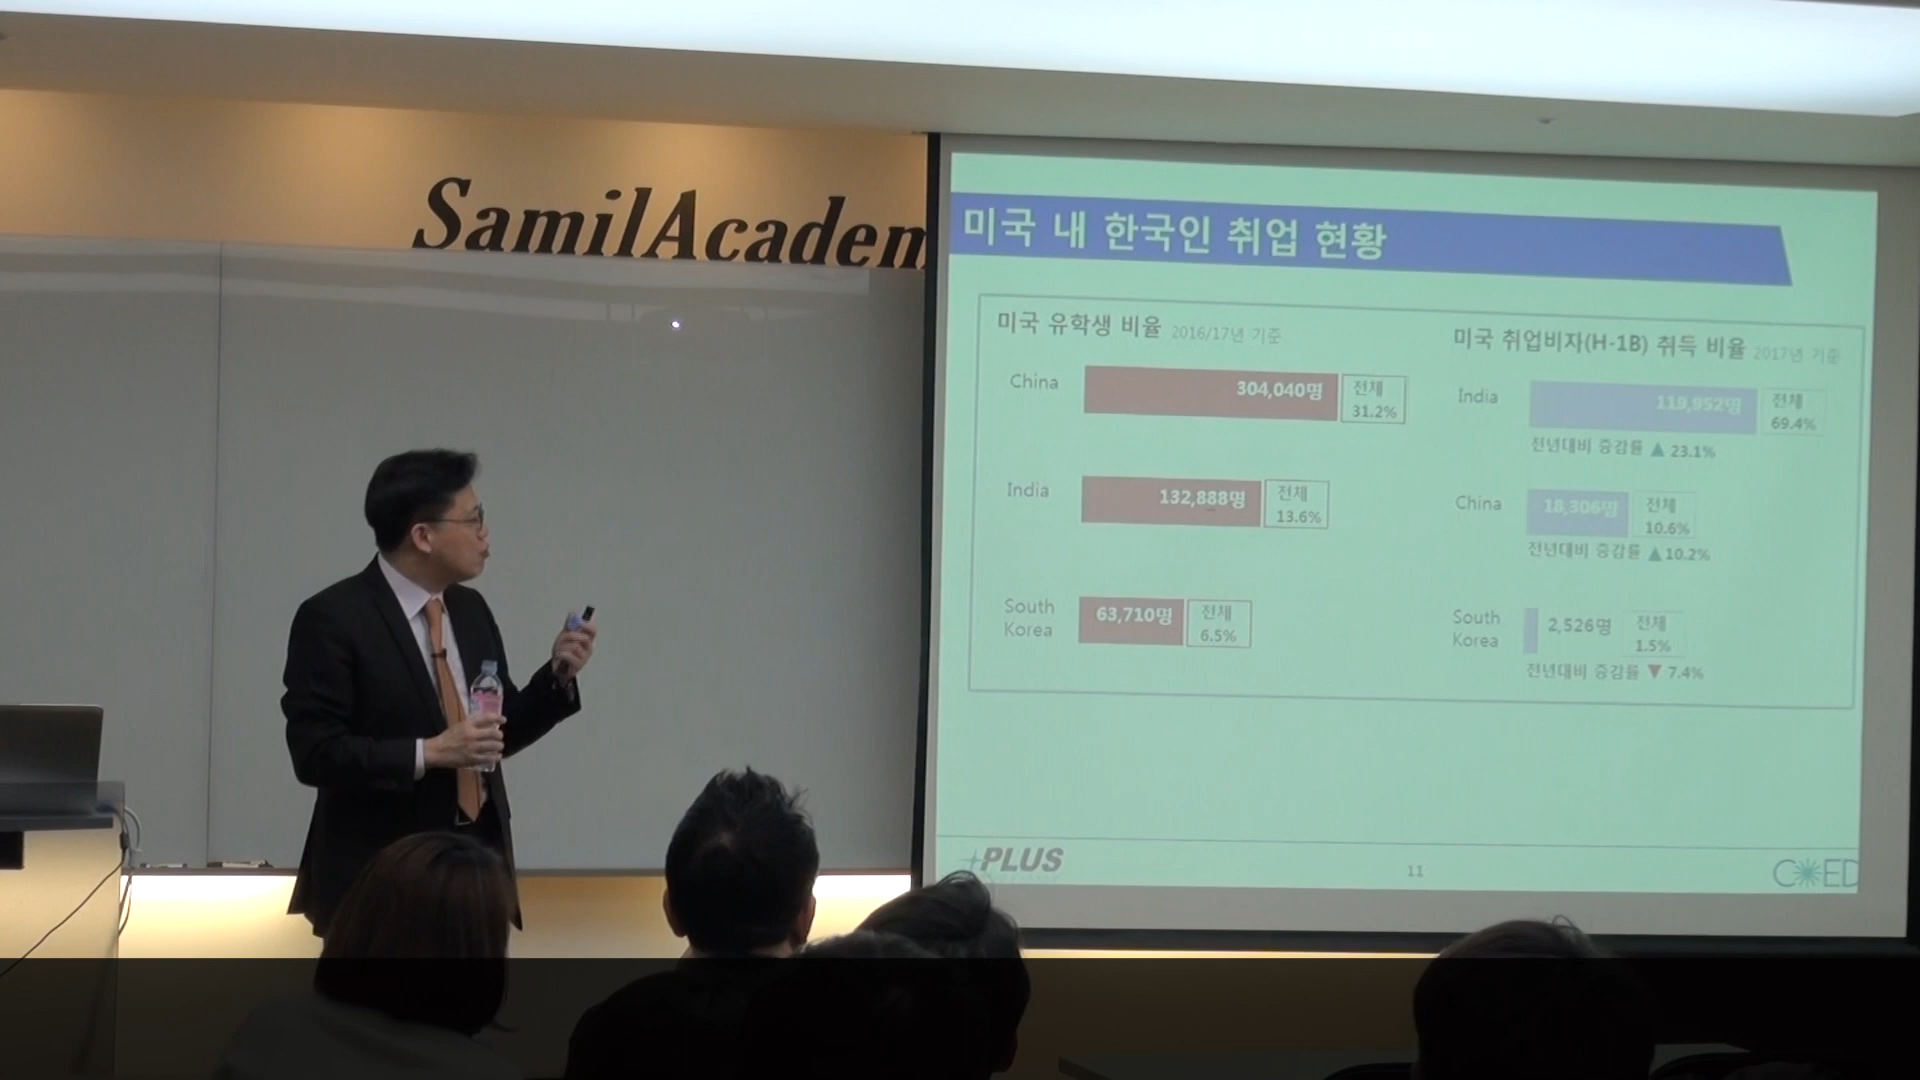 SamilAcadem
미국 내 한국인 취업 현황
미국 유학생 비율 2016/17년 기준
China
304,040명
전체
31.2%
India
132,888명
전체
13.6%
South
Korea
63,710명
전체
6.5%
미국 취업비자(H-1B) 취득 비율 2017년 기준
India
119,952명
전체
69.4%
전년대비 증감률 ▲ 23.1%
China
18,306명
전체
10.6%
전년대비 증감률 ▲ 10.2%
South
Korea
2,526명
전체
1.5%
전년대비 증감률 ▼ 7.4%
PLUS
11
COED